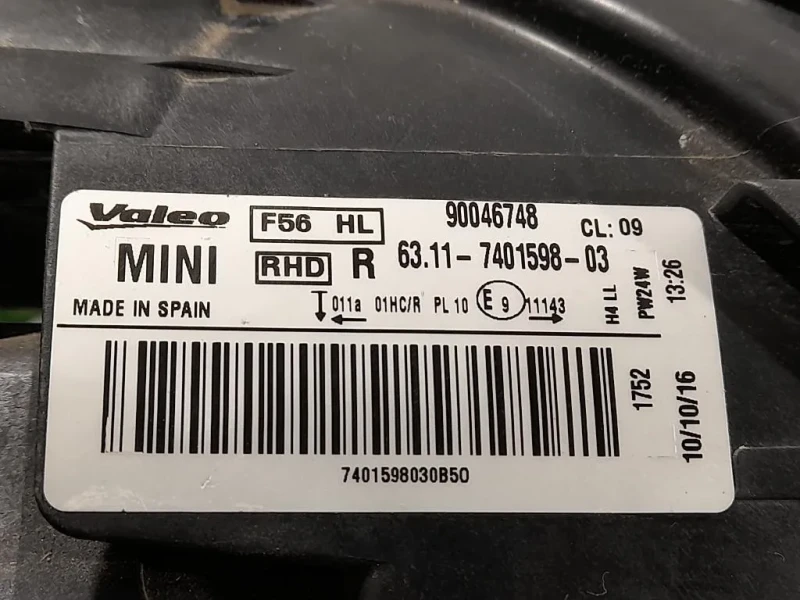 Valeo F56 HL 90046748 CL: 09
MINI RHD R 63.11-7401598-03
MADE IN SPAIN 011a 01HC/R PL 10 E 9 11143
H4 LL
PW24W
13:26
1752
10/10/16
7401598030B50